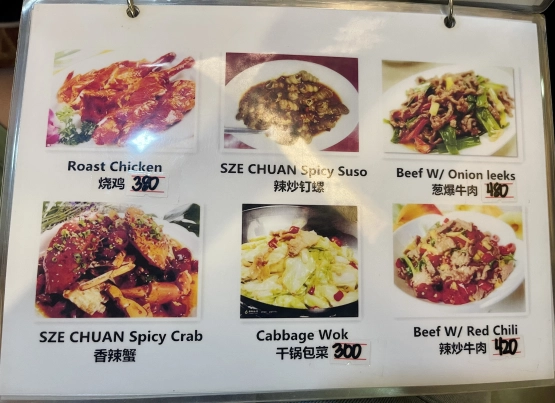 Roast Chicken
烧鸡 380
SZE CHUAN Spicy Suso
辣炒钉螺
Beef W/ Onion leeks
葱爆牛肉 480
SZE CHUAN Spicy Crab
香辣蟹
Cabbage Wok
干锅包菜 300
Beef W/ Red Chili
辣炒牛肉 420